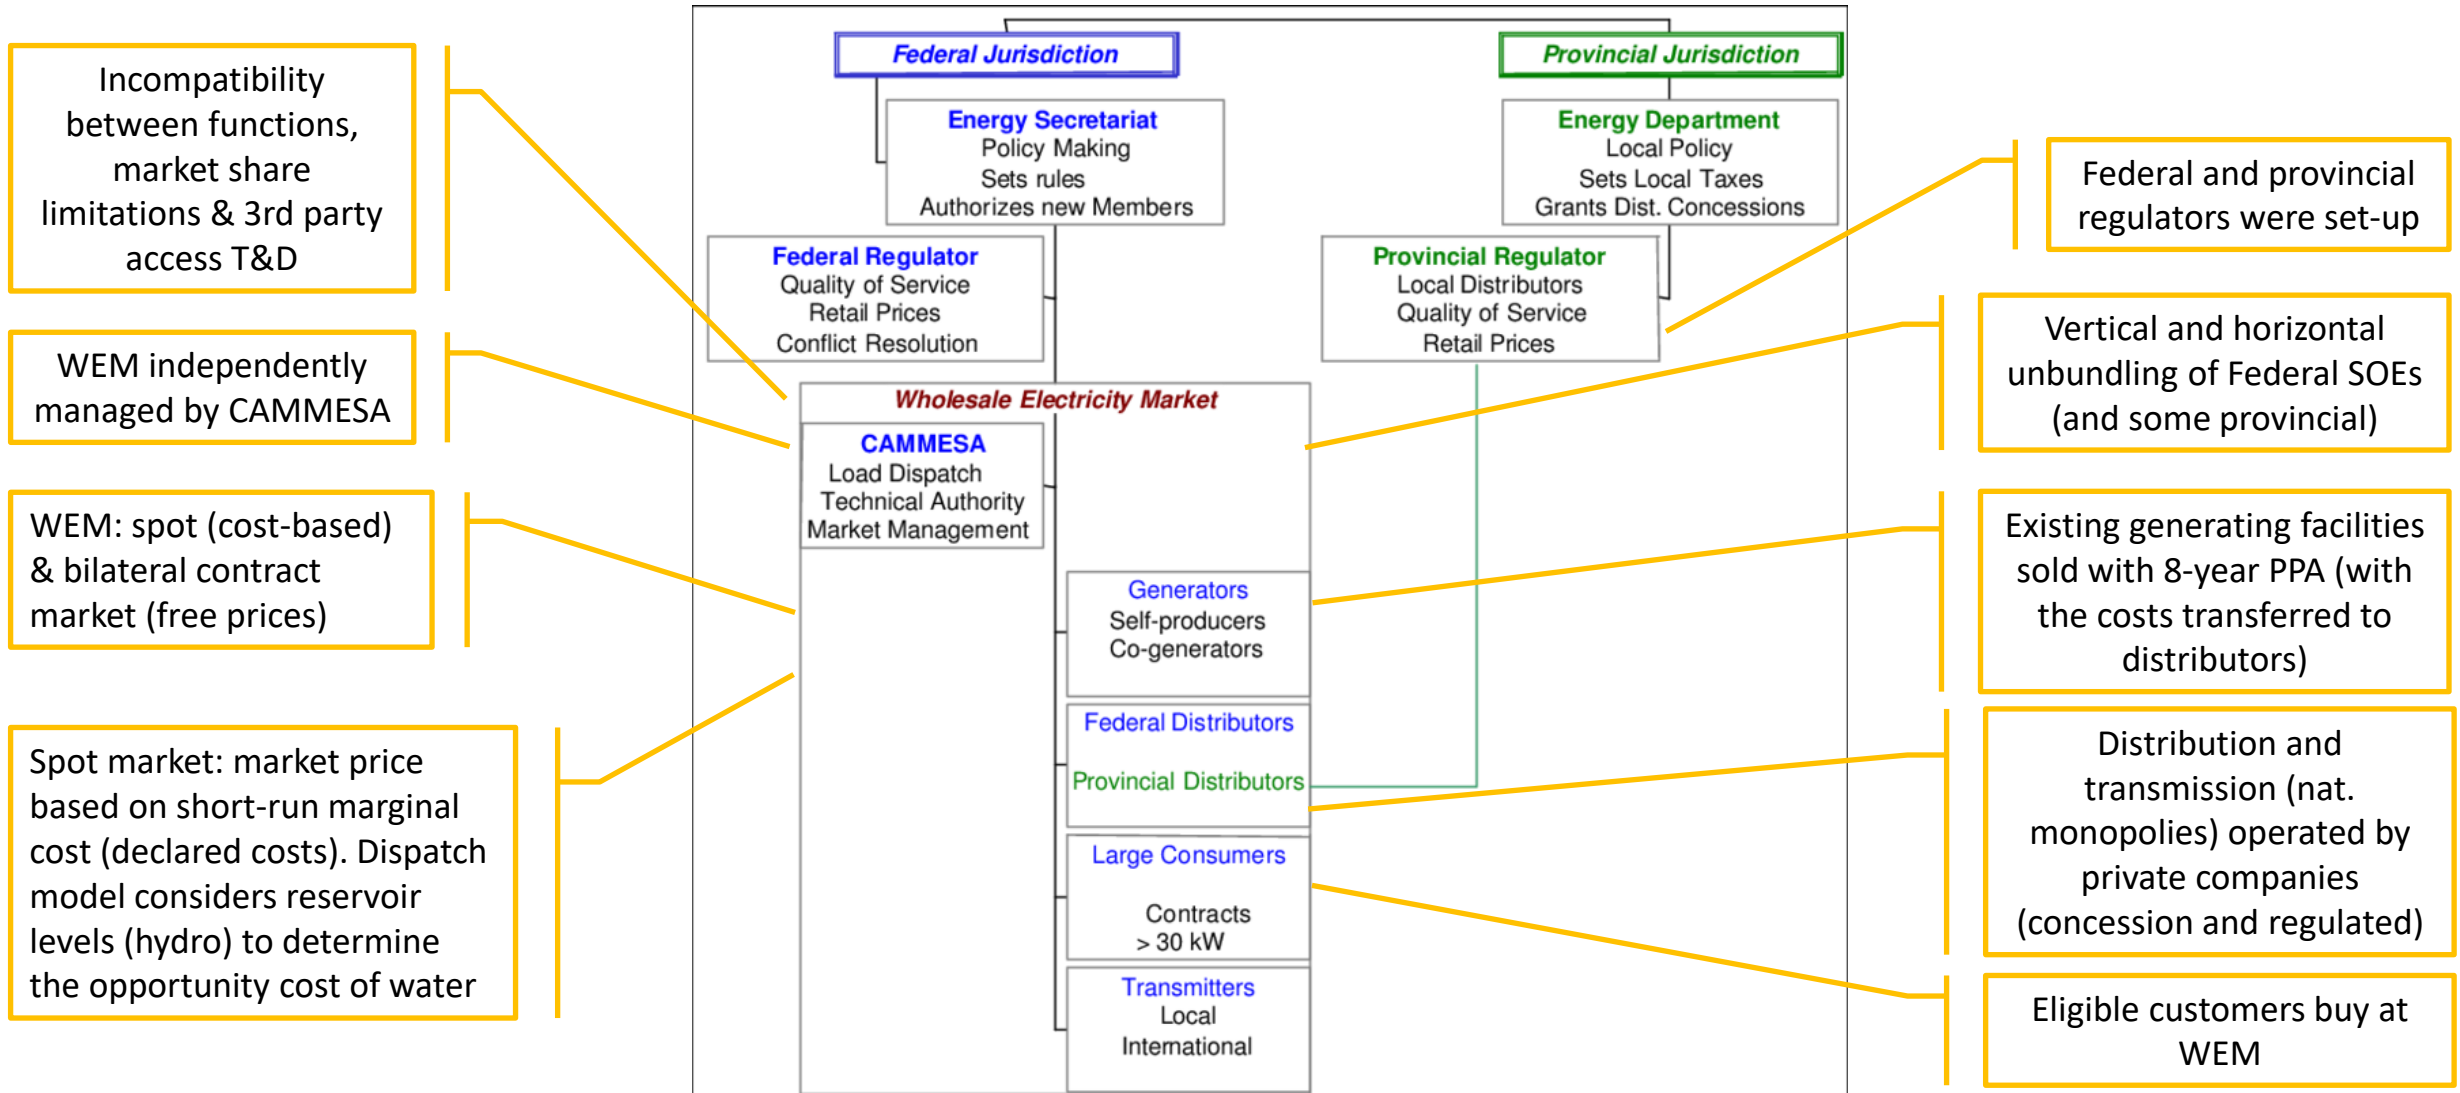 Incompatibility
between functions,
market share
limitations & 3rd party
access T&D
WEM independently
managed by CAMMESA
WEM: spot (cost-based)
& bilateral contract
market (free prices)
Spot market: market price
based on short-run marginal
cost (declared costs). Dispatch
model considers reservoir
levels (hydro) to determine
the opportunity cost of water
Federal Jurisdiction
Energy Secretariat
Policy Making
Sets rules
Authorizes new Members
Federal Regulator
Quality of Service
Retail Prices
Conflict Resolution
Provincial Jurisdiction
Energy Department
Local Policy
Sets Local Taxes
Grants Dist. Concessions
Provincial Regulator
Local Distributors
Quality of Service
Retail Prices
Wholesale Electricity Market
CAMMESA
Load Dispatch
Technical Authority
Market Management
Generators
Self-producers
Co-generators
Federal Distributors
Provincial Distributors
Large Consumers
Contracts
> 30 kW
Transmitters
Local
International
Federal and provincial
regulators were set-up
Vertical and horizontal
unbundling of Federal SOEs
(and some provincial)
Existing generating facilities
sold with 8-year PPA (with
the costs transferred to
distributors)
Distribution and
transmission (nat.
monopolies) operated by
private companies
(concession and regulated)
Eligible customers buy at
WEM